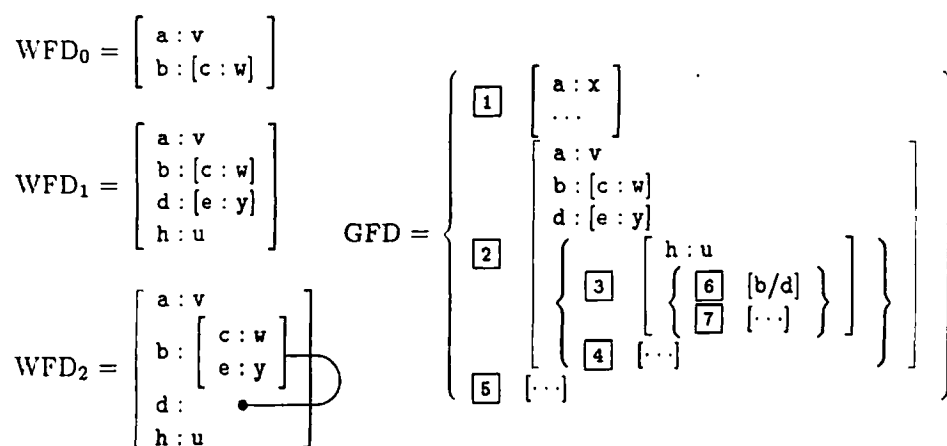 WFD₀ = [ a : v
b : [c : w] ]
WFD₁ = [ a : v
b : [c : w]
d : [e : y]
h : u ]
WFD₂ = [ a : v
b : [ c : w
e : y ]
d :
h : u ]
GFD = {
1 [ a : x
··· ]
2 [ a : v
b : [c : w]
d : [e : y]
{ 3 [ h : u
{ 6 [b/d]
7 [···] } ]
4 [···] } ]
5 [···] }